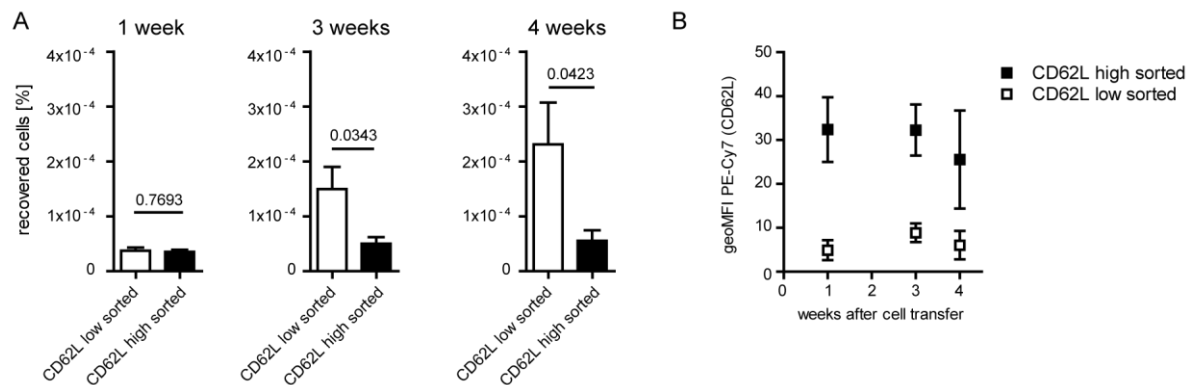 A
1 week
3 weeks
4 weeks
recovered cells [%]
4x10-4
3x10-4
2x10-4
1x10-4
0
0.7693
CD62L low sorted
CD62L high sorted
4x10-4
3x10-4
2x10-4
1x10-4
0
0.0343
CD62L low sorted
CD62L high sorted
4x10-4
3x10-4
2x10-4
1x10-4
0
0.0423
CD62L low sorted
CD62L high sorted
B
geoMFI PE-Cy7 (CD62L)
50
40
30
20
10
0
0 1 2 3 4
weeks after cell transfer
CD62L high sorted
CD62L low sorted